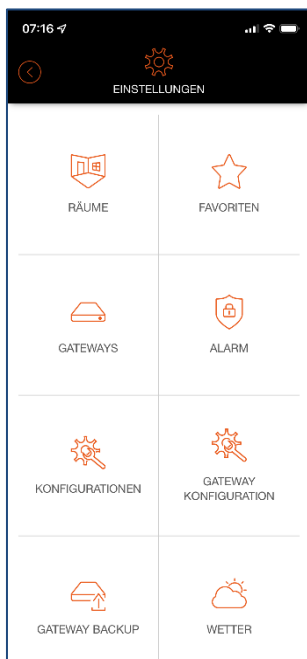 07:16
EINSTELLUNGEN
RÄUME
FAVORITEN
GATEWAYS
ALARM
KONFIGURATIONEN
GATEWAY
KONFIGURATION
GATEWAY BACKUP
WETTER